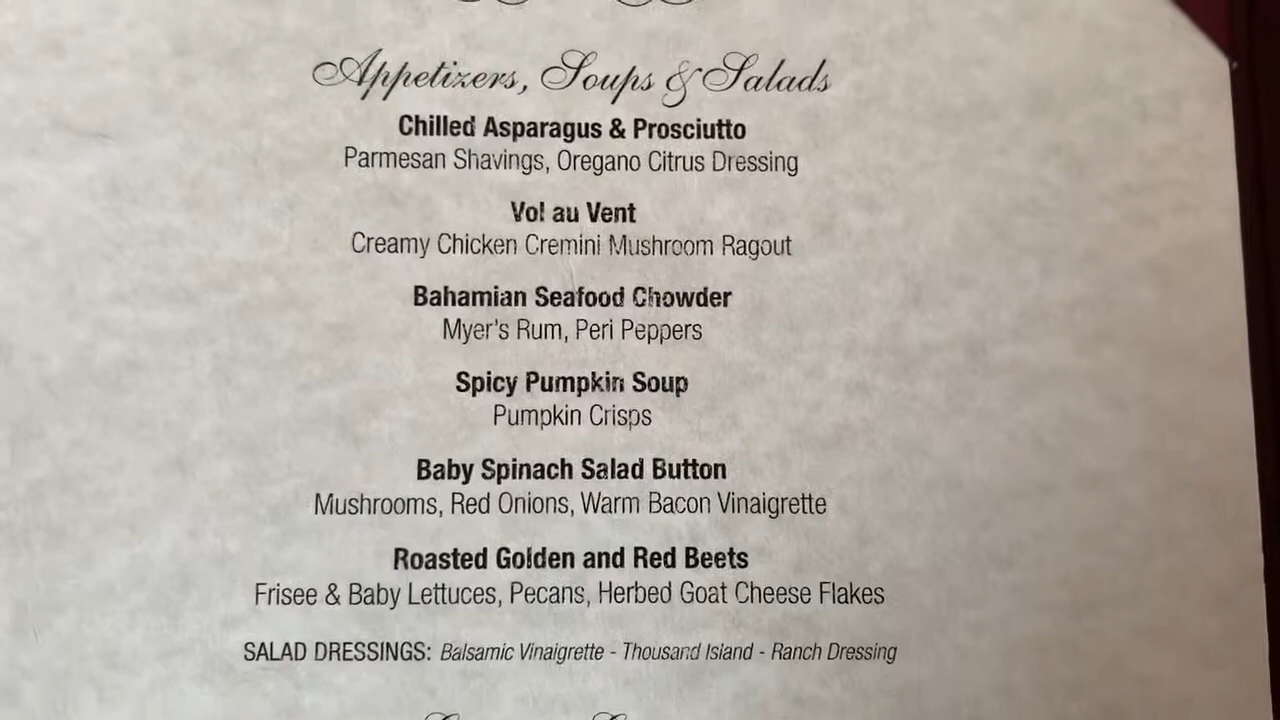 Appetizers, Soups & Salads
Chilled Asparagus & Prosciutto
Parmesan Shavings, Oregano Citrus Dressing
Vol au Vent
Creamy Chicken Cremini Mushroom Ragout
Bahamian Seafood Chowder
Myer's Rum, Peri Peppers
Spicy Pumpkin Soup
Pumpkin Crisps
Baby Spinach Salad Button
Mushrooms, Red Onions, Warm Bacon Vinaigrette
Roasted Golden and Red Beets
Frisee & Baby Lettuces, Pecans, Herbed Goat Cheese Flakes
SALAD DRESSINGS: Balsamic Vinaigrette - Thousand Island - Ranch Dressing